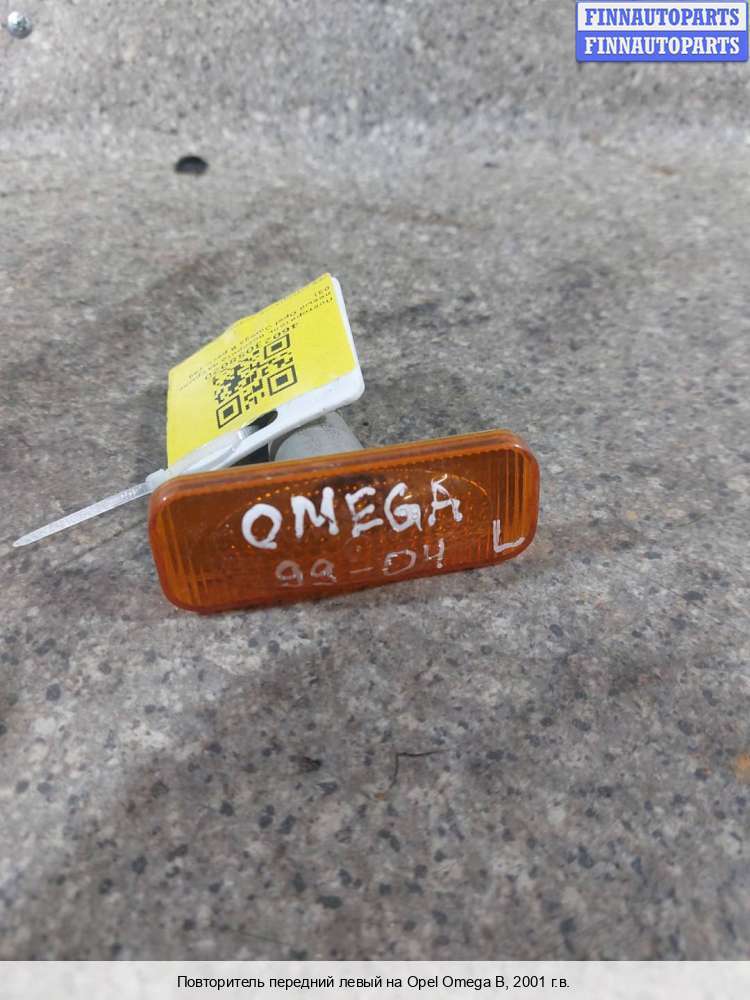 FINNAUTOPARTS
FINNAUTOPARTS
OMEGA
99-04 L
Повторитель передний левый на Opel Omega B, 2001 г.в.